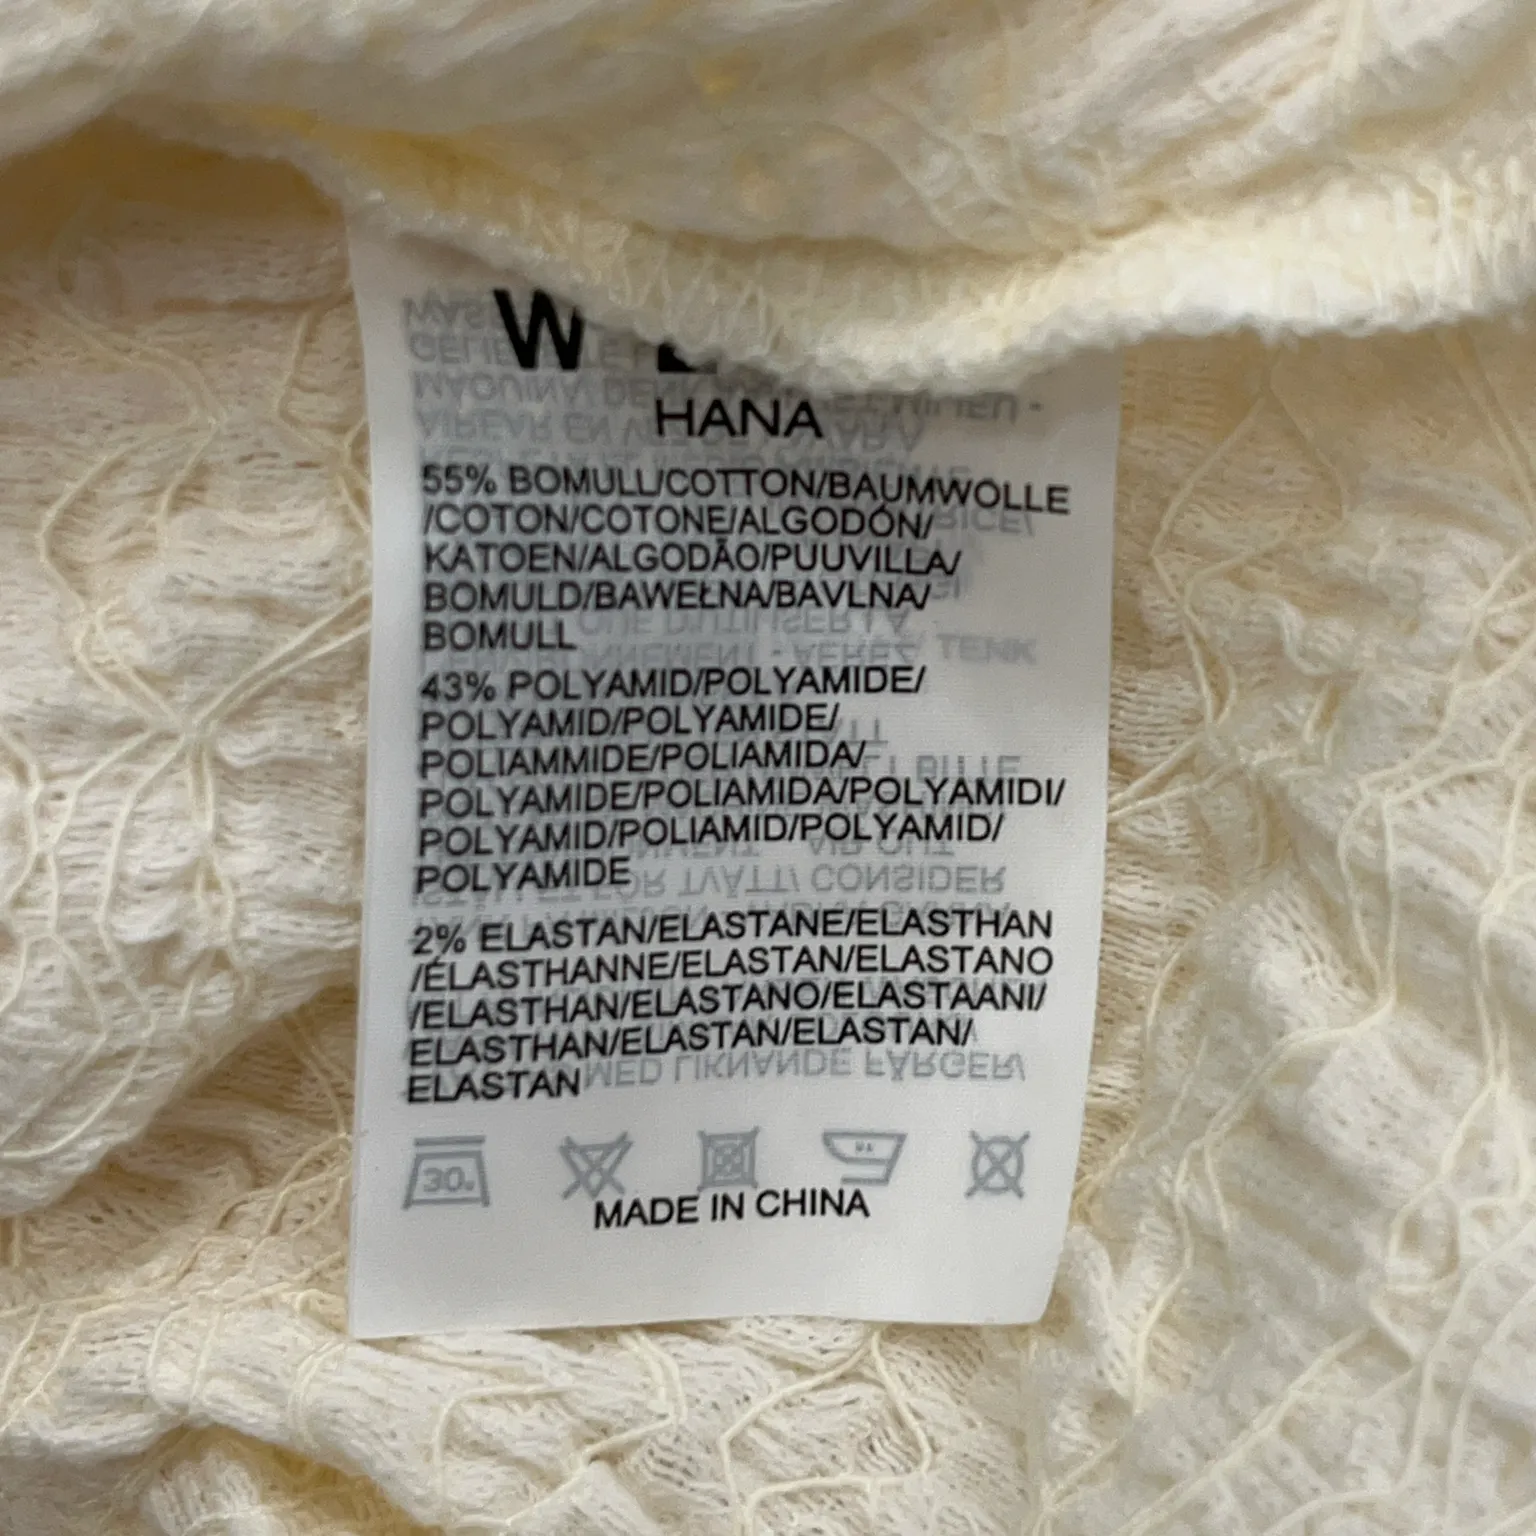 W
HANA
55% BOMULL/COTTON/BAUMWOLLE
/COTON/COTONE/ALGODÓN/
KATOEN/ALGODÃO/PUUVILLA/
BOMULD/BAWEŁNA/BAVLNA/
BOMULL
43% POLYAMID/POLYAMIDE/
POLYAMID/POLYAMIDE/
POLIAMMIDE/POLIAMIDA/
POLYAMIDE/POLIAMIDA/POLYAMIDI/
POLYAMID/POLIAMID/POLYAMID/
POLYAMIDE
2% ELASTAN/ELASTANE/ELASTHAN
/ÉLASTHANNE/ELASTAN/ELASTANO
/ELASTHAN/ELASTANO/ELASTAANI/
ELASTHAN/ELASTAN/ELASTAN/
ELASTAN
30°
MADE IN CHINA